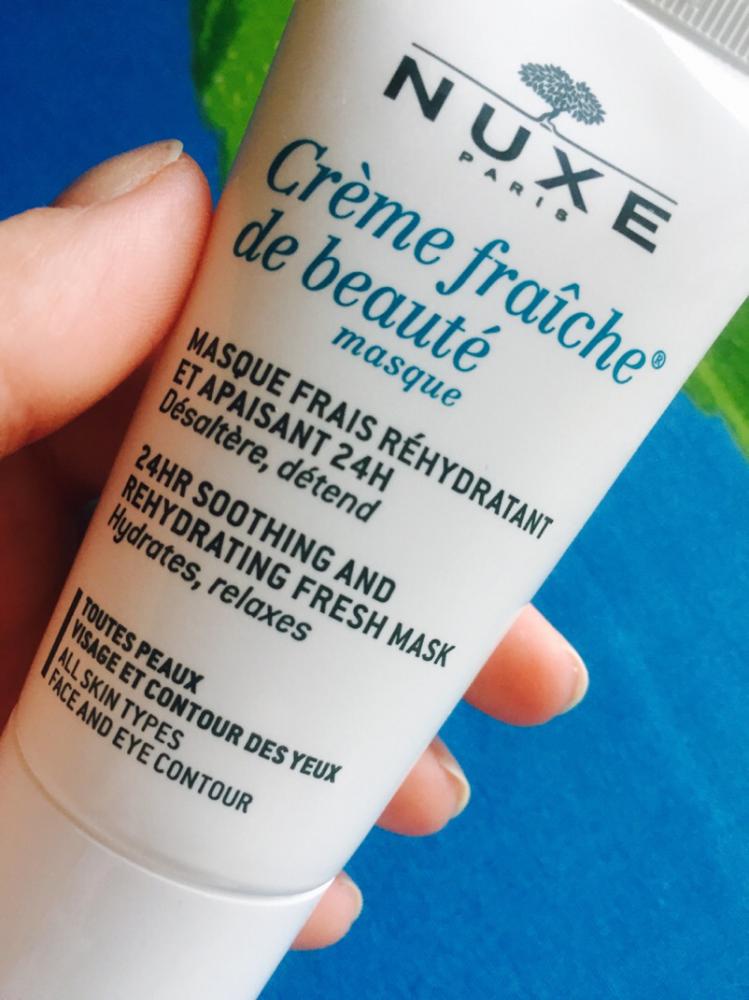 NUXE
PARIS
Crème fraîche®
de beauté
masque
MASQUE FRAIS RÉHYDRATANT
ET APAISANT 24H
Désaltère, détend
24HR SOOTHING AND
REHYDRATING FRESH MASK
Hydrates, relaxes
TOUTES PEAUX
VISAGE ET CONTOUR DES YEUX
ALL SKIN TYPES
FACE AND EYE CONTOUR